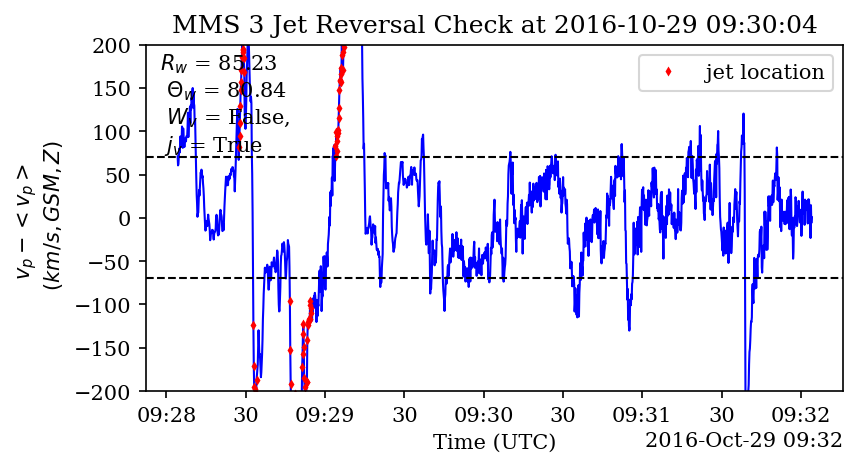 MMS 3 Jet Reversal Check at 2016-10-29 09:30:04
R_w = 85.23
Θ_w = 80.84
W_v = False,
j_v = True
jet location
v_p − < v_p >
(km/s, GSM, Z)
200
150
100
50
0
−50
−100
−150
−200
09:28 30 09:29 30 09:30 30 09:31 30 09:32
Time (UTC)
2016-Oct-29 09:32